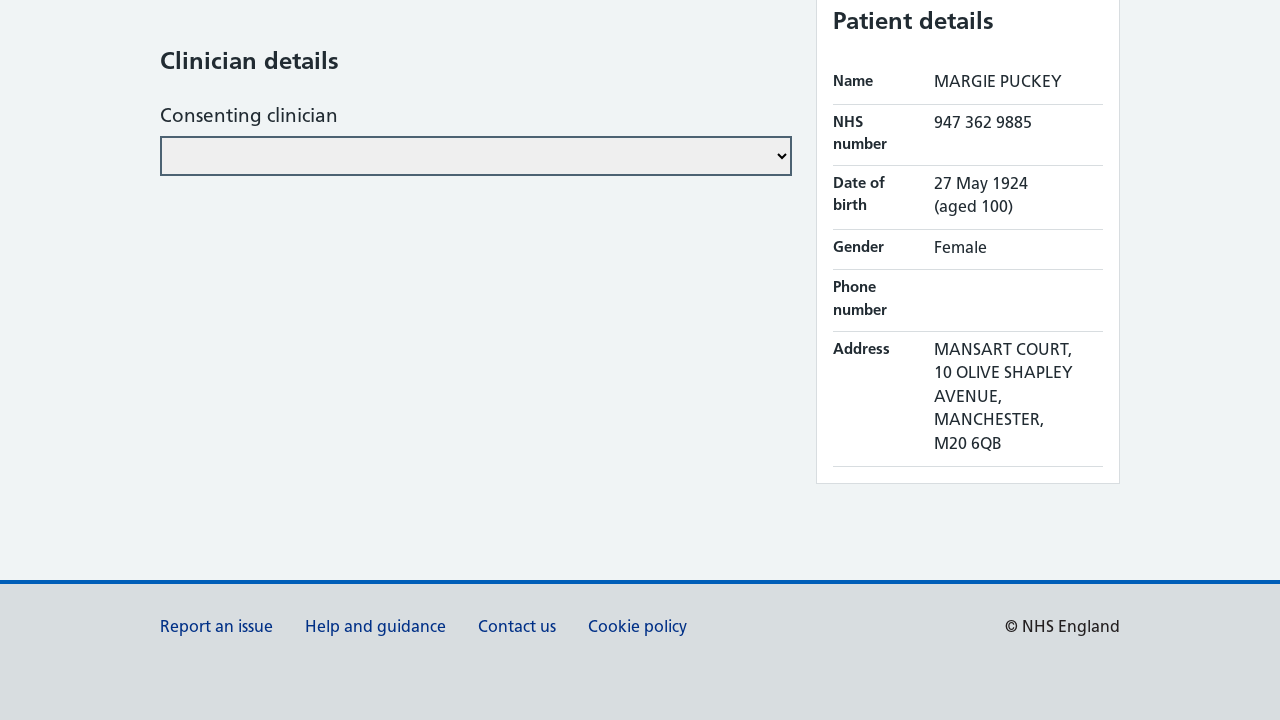 Clinician details
Consenting clinician
Patient details
Name MARGIE PUCKEY
NHS number 947 362 9885
Date of birth 27 May 1924 (aged 100)
Gender Female
Phone number
Address MANSART COURT,
10 OLIVE SHAPLEY
AVENUE,
MANCHESTER,
M20 6QB
Report an issue Help and guidance Contact us Cookie policy © NHS England